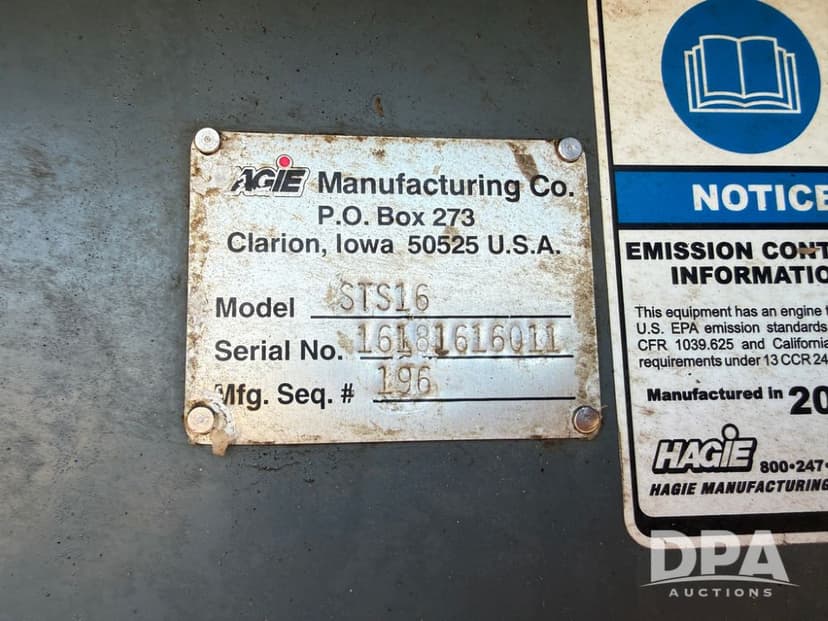 AGIE Manufacturing Co.
P.O. Box 273
Clarion, Iowa 50525 U.S.A.
Model STS16
Serial No. 16181616011
Mfg. Seq. # 196
NOTICE
EMISSION CONT
INFORMATIO
This equipment has an engine
U.S. EPA emission standards
CFR 1039.625 and California
requirements under 13 CCR 24
Manufactured in 20
HAGIE 800•247•
HAGIE MANUFACTURING
DPA
AUCTIONS